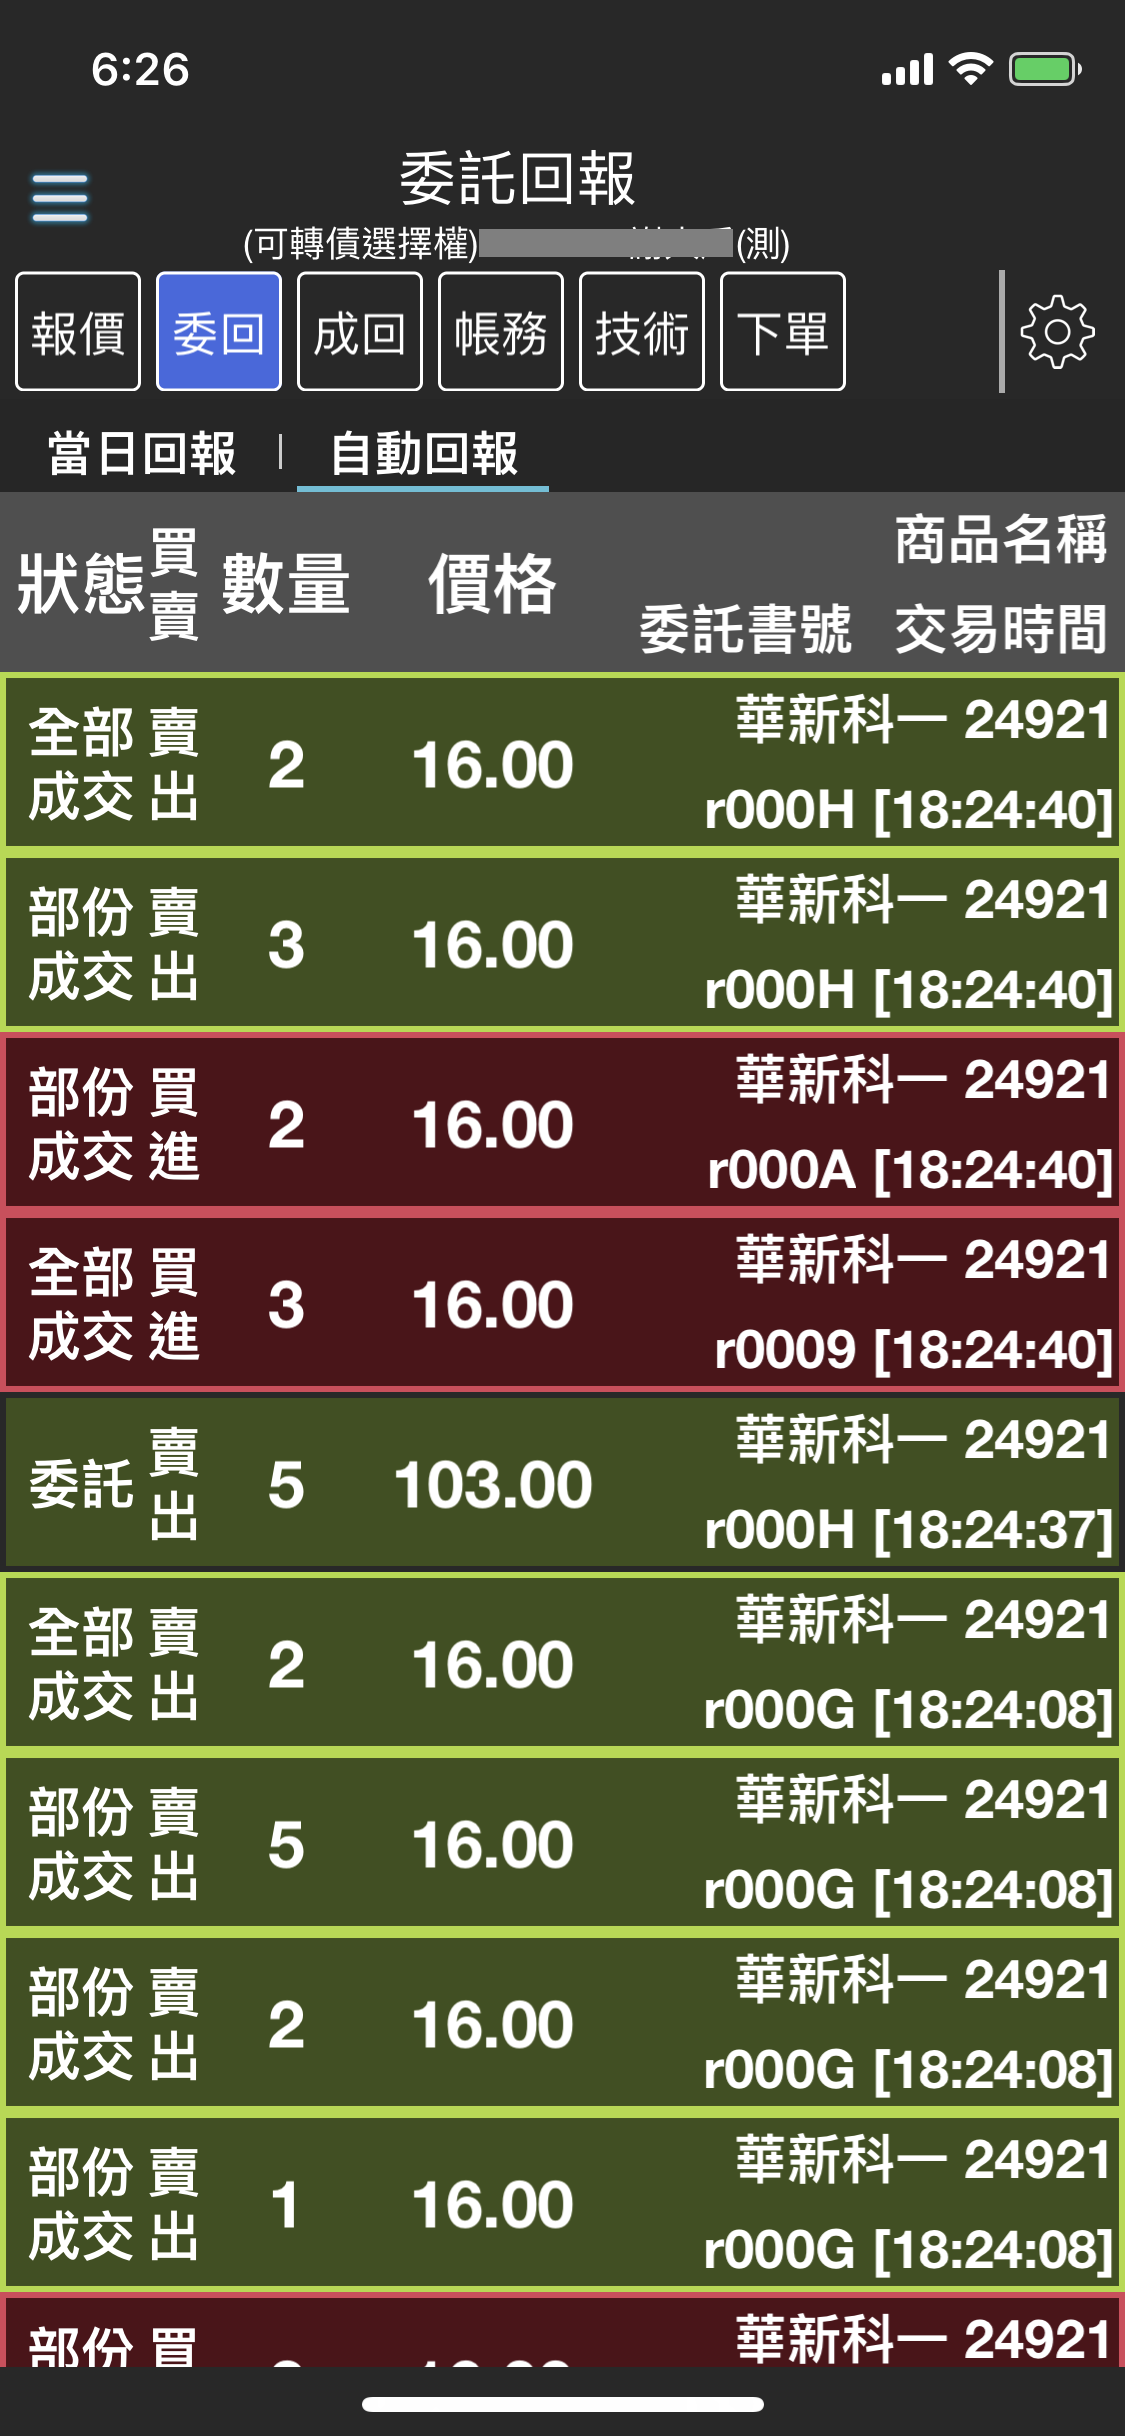 6:26
委託回報
(可轉債選擇權) (測)
報價 委回 成回 帳務 技術 下單
當日回報 自動回報
狀態 買賣 數量 價格 商品名稱
委託書號 交易時間
全部成交 賣出 2 16.00 華新科一 24921
r000H [18:24:40]
部份成交 賣出 3 16.00 華新科一 24921
r000H [18:24:40]
部份成交 買進 2 16.00 華新科一 24921
r000A [18:24:40]
全部成交 買進 3 16.00 華新科一 24921
r0009 [18:24:40]
委託 賣出 5 103.00 華新科一 24921
r000H [18:24:37]
全部成交 賣出 2 16.00 華新科一 24921
r000G [18:24:08]
部份成交 賣出 5 16.00 華新科一 24921
r000G [18:24:08]
部份成交 賣出 2 16.00 華新科一 24921
r000G [18:24:08]
部份成交 賣出 1 16.00 華新科一 24921
r000G [18:24:08]
部份 買 華新科一 24921